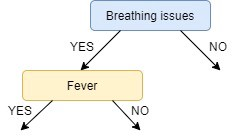 Breathing issues
YES
NO
Fever
YES
NO